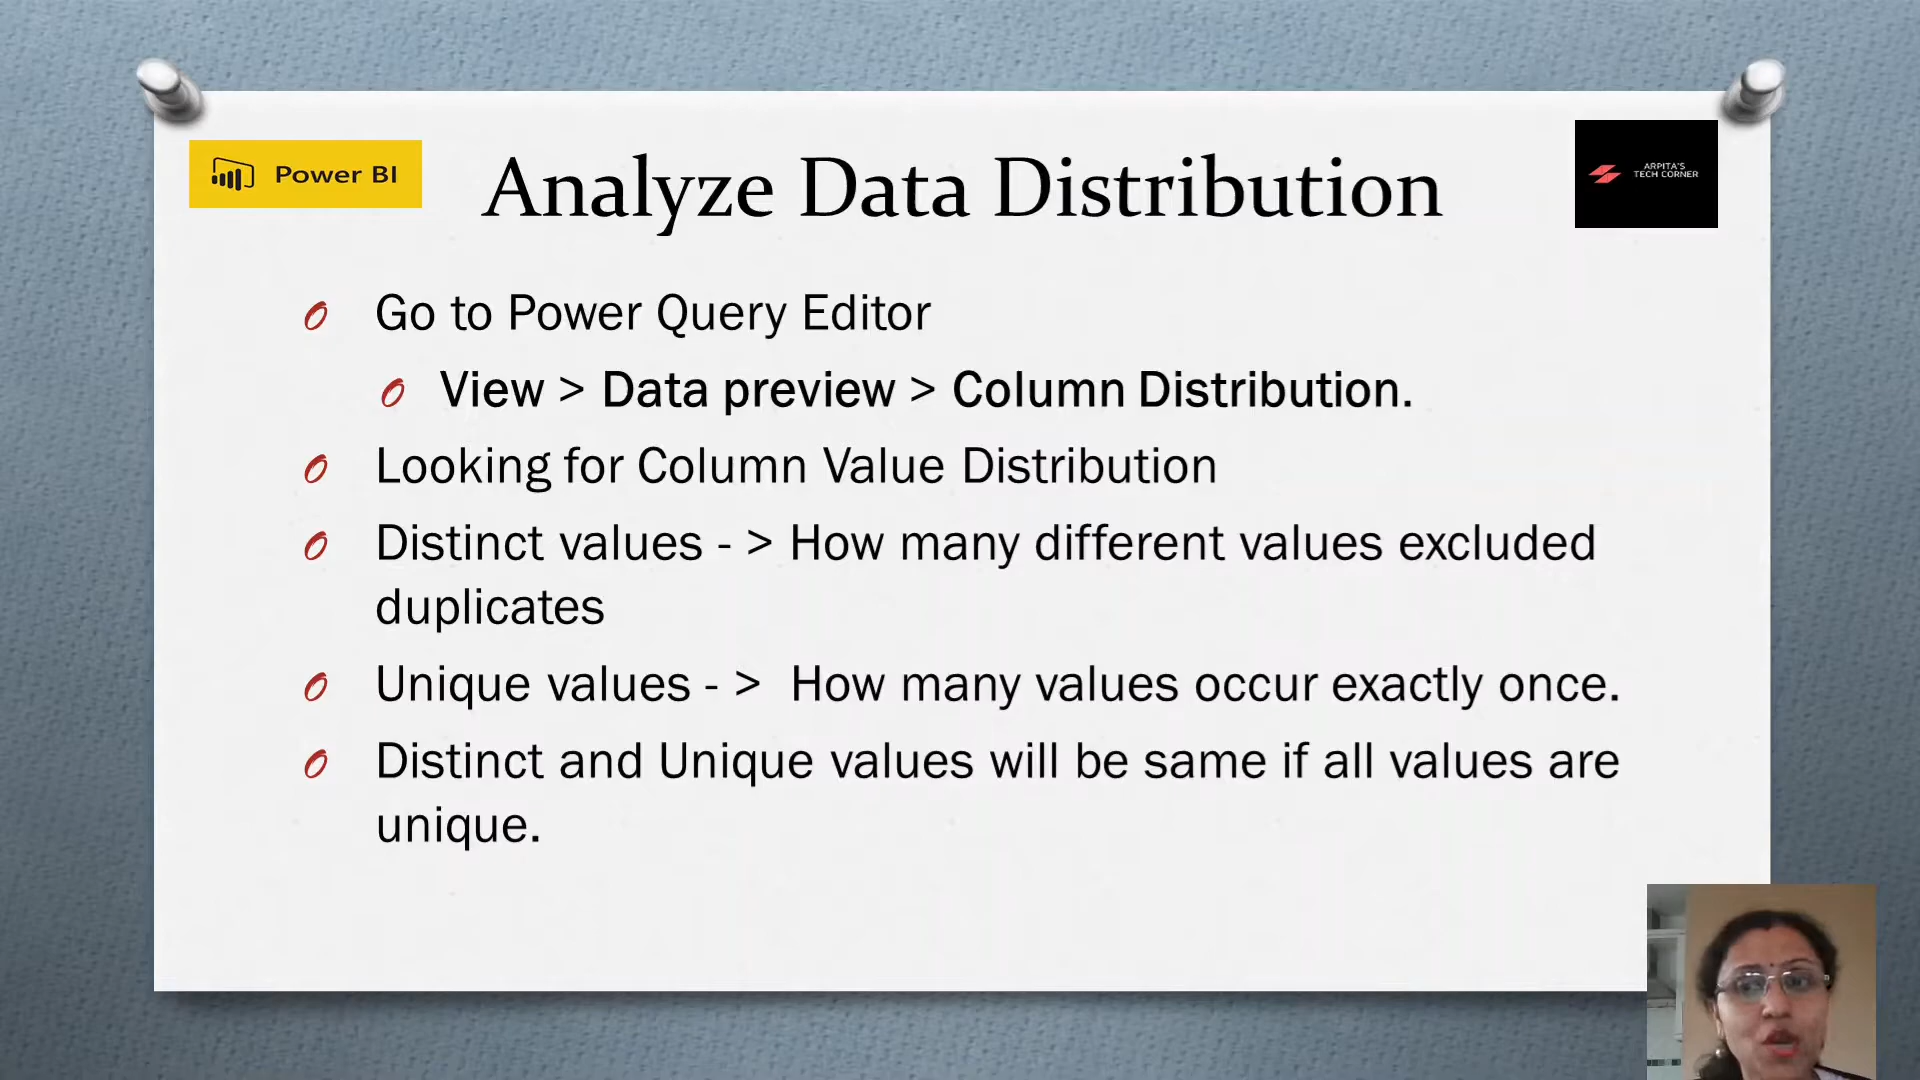 Power BI
Analyze Data Distribution
ARPITA'S
TECH CORNER
Go to Power Query Editor
View > Data preview > Column Distribution.
Looking for Column Value Distribution
Distinct values - > How many different values excluded
duplicates
Unique values - > How many values occur exactly once.
Distinct and Unique values will be same if all values are
unique.